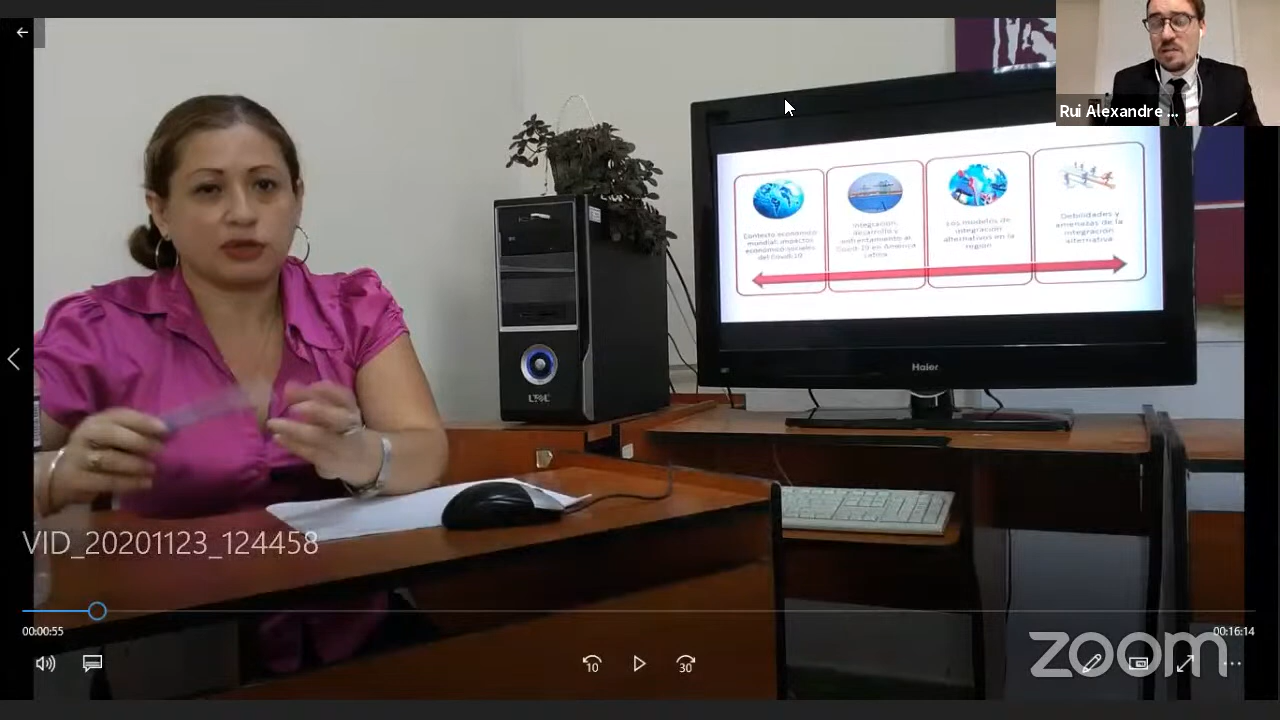 Rui Alexandre ...
Contexto económico
mundial: impactos
económico-sociales
del Covid-19
Integración,
desarrollo y
enfrentamiento al
Covid-19 en América
Latina
Los modelos de
integración
alternativos en la
región
Debilidades y
amenazas de la
integración
alternativa
Haier
VID_20201123_124458
00:00:55
00:16:14
10
30
zoom